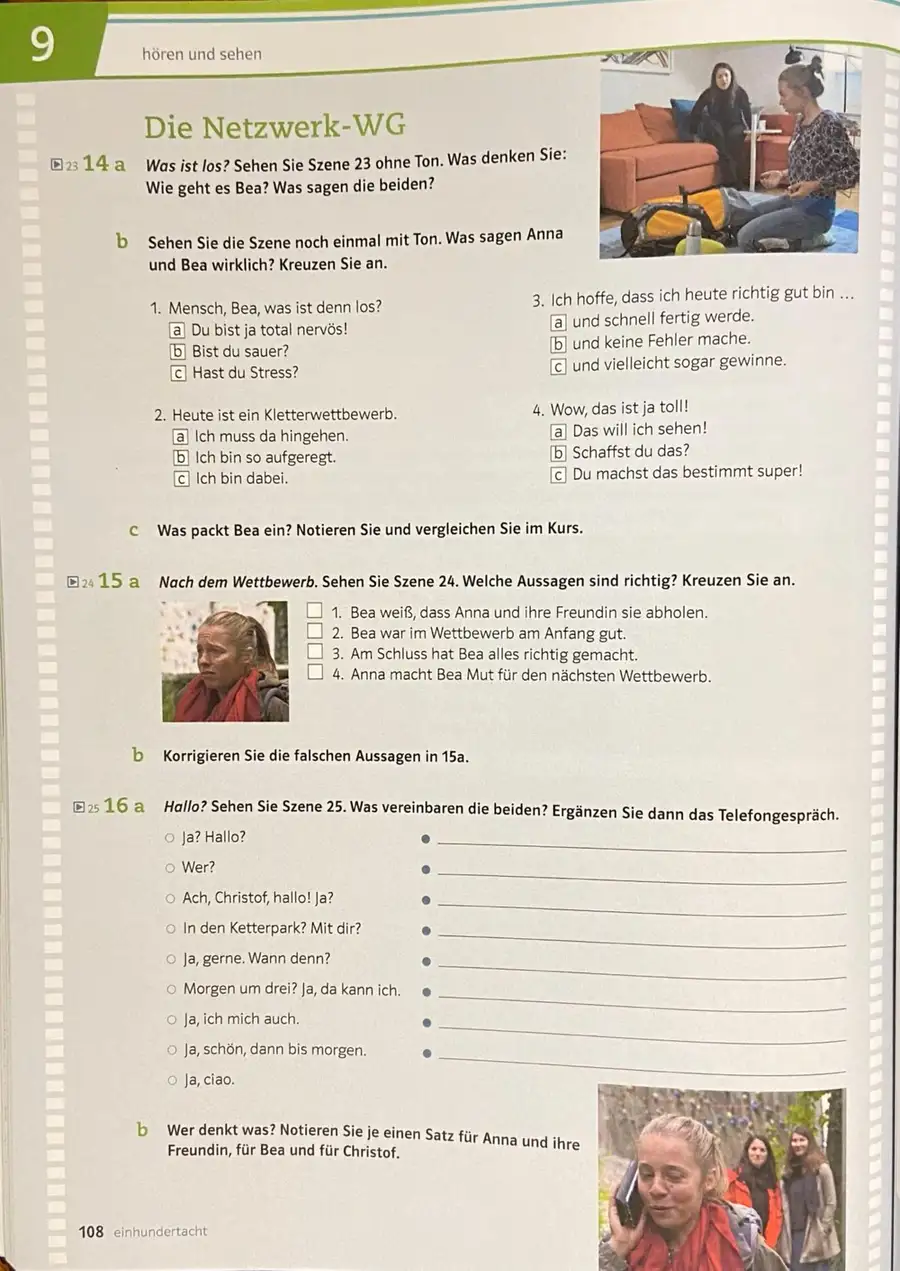 9
hören und sehen
Die Netzwerk-WG
23 14 a Was ist los? Sehen Sie Szene 23 ohne Ton. Was denken Sie:
Wie geht es Bea? Was sagen die beiden?
b Sehen Sie die Szene noch einmal mit Ton. Was sagen Anna
und Bea wirklich? Kreuzen Sie an.
1. Mensch, Bea, was ist denn los?
a Du bist ja total nervös!
b Bist du sauer?
c Hast du Stress?
2. Heute ist ein Kletterwettbewerb.
a Ich muss da hingehen.
b Ich bin so aufgeregt.
c Ich bin dabei.
3. Ich hoffe, dass ich heute richtig gut bin ...
a und schnell fertig werde.
b und keine Fehler mache.
c und vielleicht sogar gewinne.
4. Wow, das ist ja toll!
a Das will ich sehen!
b Schaffst du das?
c Du machst das bestimmt super!
c Was packt Bea ein? Notieren Sie und vergleichen Sie im Kurs.
24 15 a Nach dem Wettbewerb. Sehen Sie Szene 24. Welche Aussagen sind richtig? Kreuzen Sie an.
1. Bea weiß, dass Anna und ihre Freundin sie abholen.
2. Bea war im Wettbewerb am Anfang gut.
3. Am Schluss hat Bea alles richtig gemacht.
4. Anna macht Bea Mut für den nächsten Wettbewerb.
b Korrigieren Sie die falschen Aussagen in 15a.
25 16 a Hallo? Sehen Sie Szene 25. Was vereinbaren die beiden? Ergänzen Sie dann das Telefongespräch.
Ja? Hallo?
Wer?
Ach, Christof, hallo! Ja?
In den Ketterpark? Mit dir?
Ja, gerne. Wann denn?
Morgen um drei? Ja, da kann ich.
Ja, ich mich auch.
Ja, schön, dann bis morgen.
Ja, ciao.
b Wer denkt was? Notieren Sie je einen Satz für Anna und ihre
Freundin, für Bea und für Christof.
108 einhundertacht